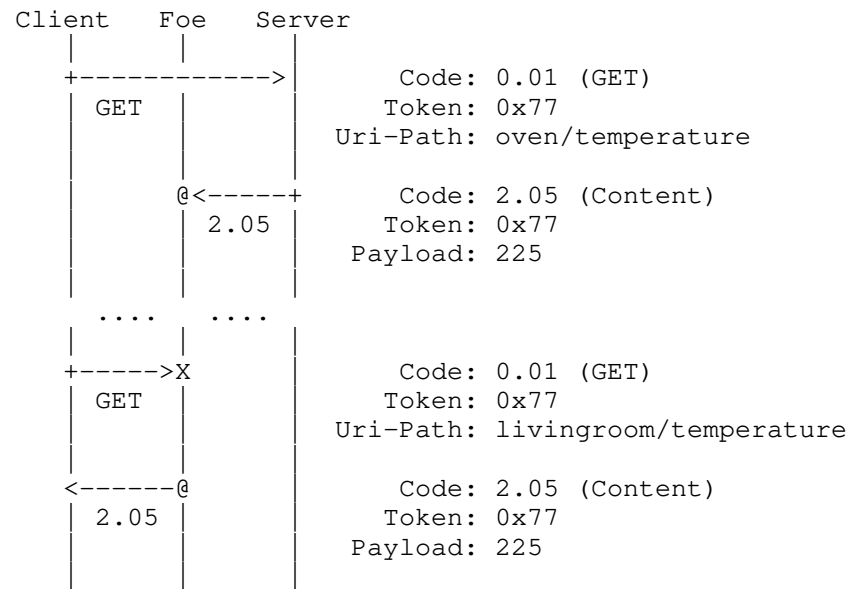 Client   Foe   Server
   |      |      |
   +------------>|      Code: 0.01 (GET)
   | GET  |      |     Token: 0x77
   |      |      |  Uri-Path: oven/temperature
   |      |      |
   |      @<-----+      Code: 2.05 (Content)
   |      | 2.05 |     Token: 0x77
   |      |      |   Payload: 225
   |      |      |
     ....   ....
   |      |      |
   +----->X      |      Code: 0.01 (GET)
   | GET  |      |     Token: 0x77
   |      |      |  Uri-Path: livingroom/temperature
   |      |      |
   <------@      |      Code: 2.05 (Content)
   | 2.05 |      |     Token: 0x77
   |      |      |   Payload: 225
   |      |      |